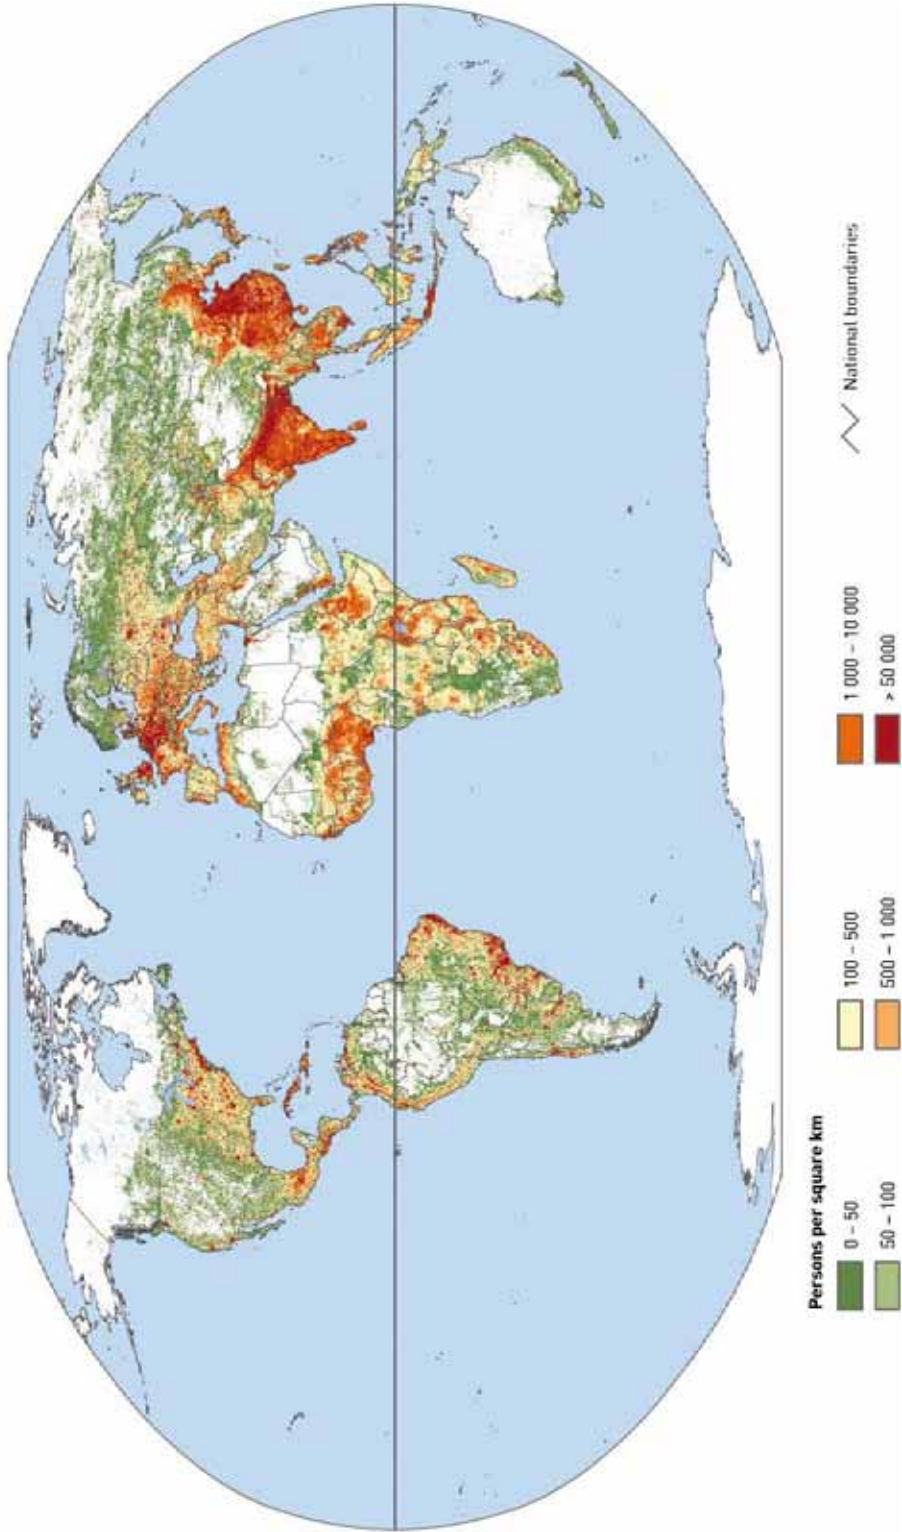 Persons per square km
0 – 50
50 – 100
100 – 500
500 – 1 000
1 000 – 10 000
> 50 000
National boundaries